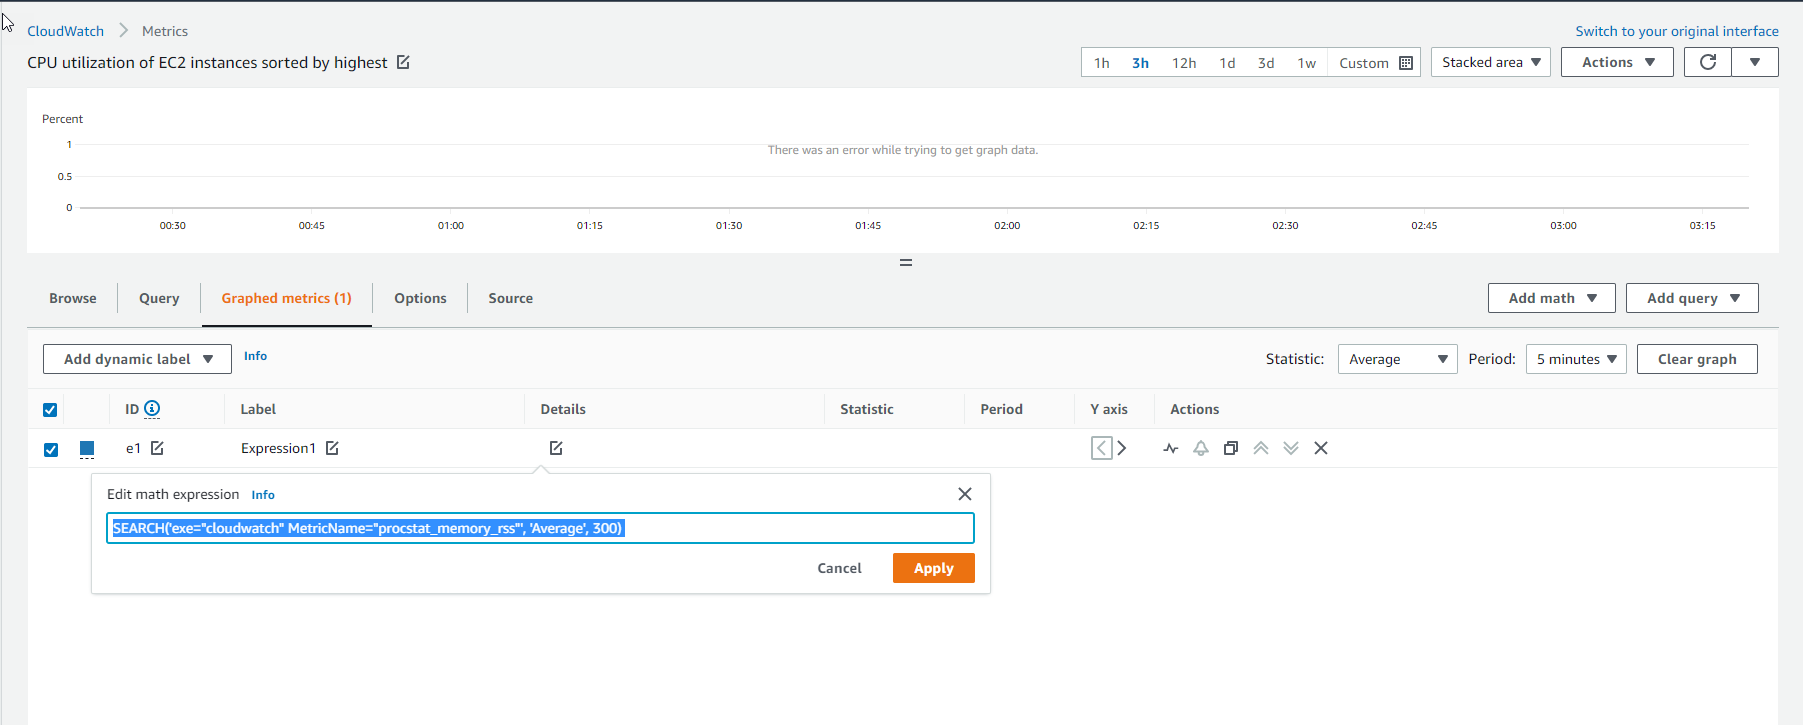 CloudWatch > Metrics
Switch to your original interface
CPU utilization of EC2 instances sorted by highest
1h 3h 12h 1d 3d 1w Custom Stacked area Actions
Percent
1
There was an error while trying to get graph data.
0.5
0
00:30 00:45 01:00 01:15 01:30 01:45 02:00 02:15 02:30 02:45 03:00 03:15
Browse Query Graphed metrics (1) Options Source Add math Add query
Add dynamic label Info Statistic: Average Period: 5 minutes Clear graph
ID Label Details Statistic Period Y axis Actions
e1 Expression1
Edit math expression Info
SEARCH('exe="cloudwatch" MetricName="procstat_memory_rss"', 'Average', 300)
Cancel Apply